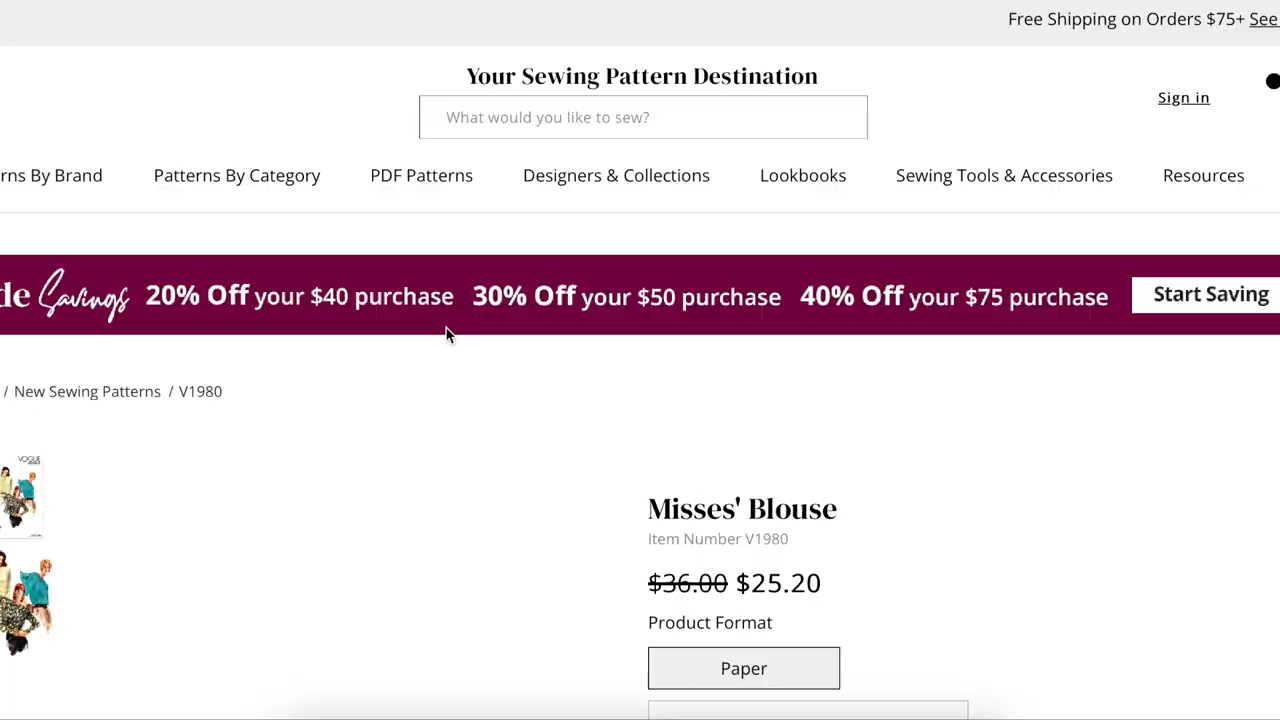 Free Shipping on Orders $75+ See
Your Sewing Pattern Destination
What would you like to sew?
Sign in
rns By Brand Patterns By Category PDF Patterns Designers & Collections Lookbooks Sewing Tools & Accessories Resources
de Savings 20% Off your $40 purchase 30% Off your $50 purchase 40% Off your $75 purchase Start Saving
/ New Sewing Patterns / V1980
VOGUE
Misses' Blouse
Item Number V1980
$36.00 $25.20
Product Format
Paper